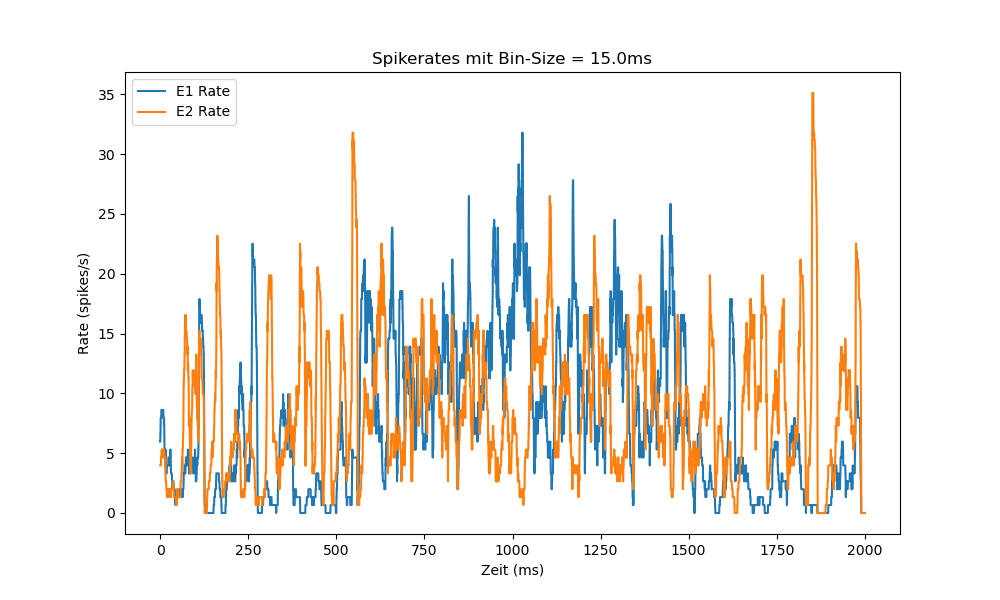 Spikerates mit Bin-Size = 15.0ms
E1 Rate
E2 Rate
Rate (spikes/s)
35
30
25
20
15
10
5
0
0 250 500 750 1000 1250 1500 1750 2000
Zeit (ms)